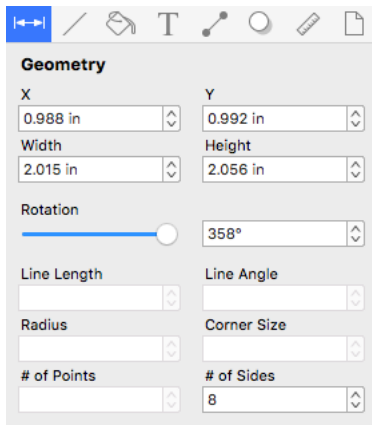 T
Geometry
X Y
0.988 in 0.992 in
Width Height
2.015 in 2.056 in
Rotation
358°
Line Length Line Angle
Radius Corner Size
# of Points # of Sides
8